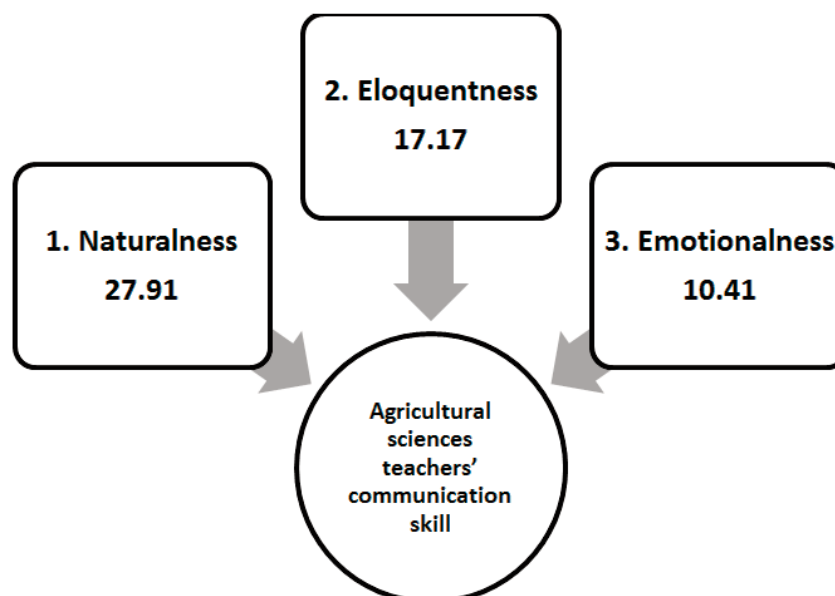 2. Eloquentness
17.17
1. Naturalness
27.91
3. Emotionalness
10.41
Agricultural
sciences
teachers’
communication
skill